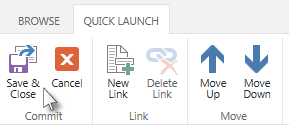 BROWSE QUICK LAUNCH
Save & Close Cancel New Link Delete Link Move Up Move Down
Commit Link Move